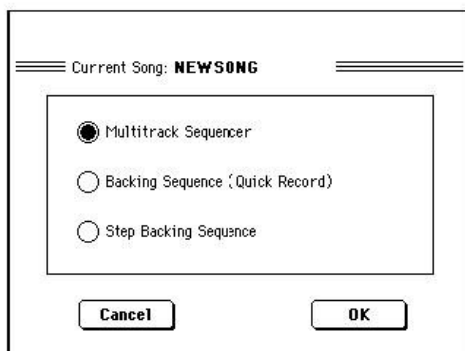 Current Song: NEWSONG
Multitrack Sequencer
Backing Sequence (Quick Record)
Step Backing Sequence
Cancel OK